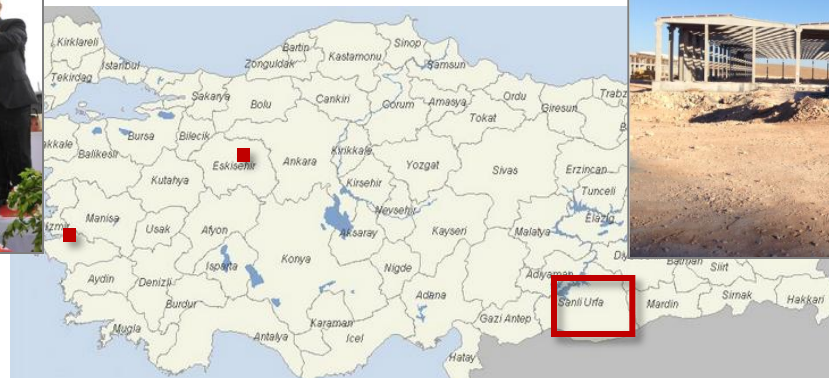 Kirklareli
Tekirdag
Istanbul
Zonguldak
Bartin
Kastamonu
Sinop
Samsun
Sakarya
Bolu
Cankiri
Corum
Amasya
Tokat
Ordu
Giresun
Bursa
Bilecik
Balikesir
Eskisehir
Ankara
Kirikkale
Yozgat
Sivas
Erzincan
Tunceli
Kutahya
Kirsehir
Nevsehir
Elazig
Izmir
Manisa
Usak
Afyon
Aksaray
Kayseri
Malatya
Isparta
Konya
Nigde
Adiyaman
Batman
Siirt
Aydin
Denizli
Burdur
Adana
Sanli Urfa
Mardin
Sirnak
Hakkari
Mugla
Antalya
Karaman
Icel
Gazi Antep
Hatay